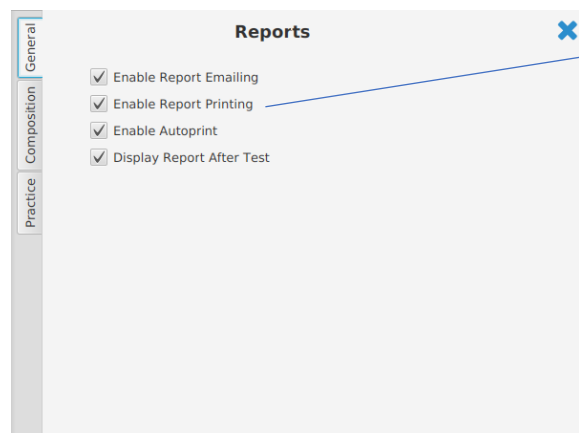 Reports
General
Composition
Practice
Enable Report Emailing
Enable Report Printing
Enable Autoprint
Display Report After Test